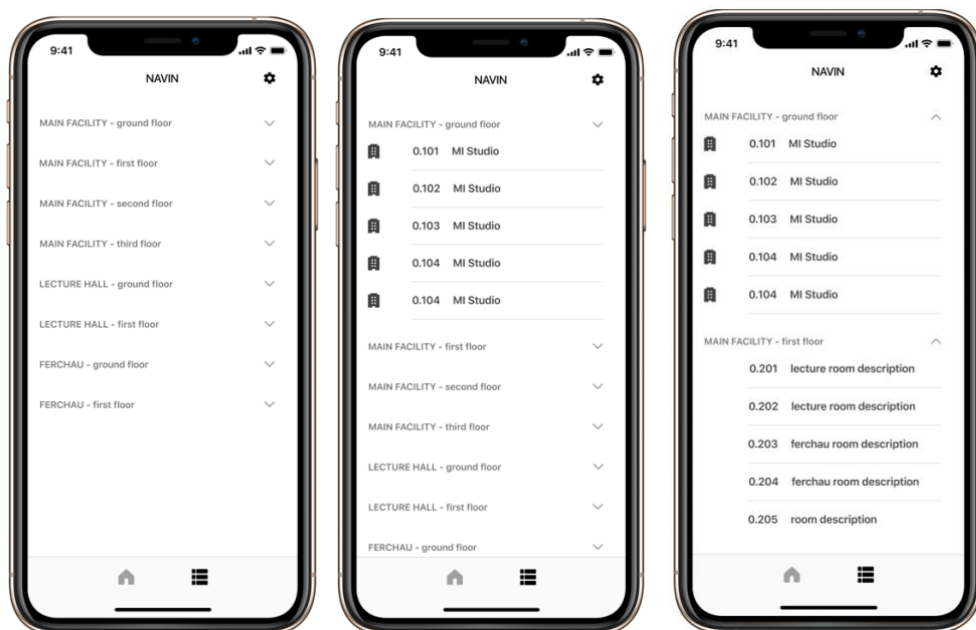 9:41
NAVIN
MAIN FACILITY - ground floor
MAIN FACILITY - first floor
MAIN FACILITY - second floor
MAIN FACILITY - third floor
LECTURE HALL - ground floor
LECTURE HALL - first floor
FERCHAU - ground floor
FERCHAU - first floor
9:41
NAVIN
MAIN FACILITY - ground floor
0.101 MI Studio
0.102 MI Studio
0.103 MI Studio
0.104 MI Studio
0.104 MI Studio
MAIN FACILITY - first floor
MAIN FACILITY - second floor
MAIN FACILITY - third floor
LECTURE HALL - ground floor
LECTURE HALL - first floor
FERCHAU - ground floor
9:41
NAVIN
MAIN FACILITY - ground floor
0.101 MI Studio
0.102 MI Studio
0.103 MI Studio
0.104 MI Studio
0.104 MI Studio
MAIN FACILITY - first floor
0.201 lecture room description
0.202 lecture room description
0.203 ferchau room description
0.204 ferchau room description
0.205 room description